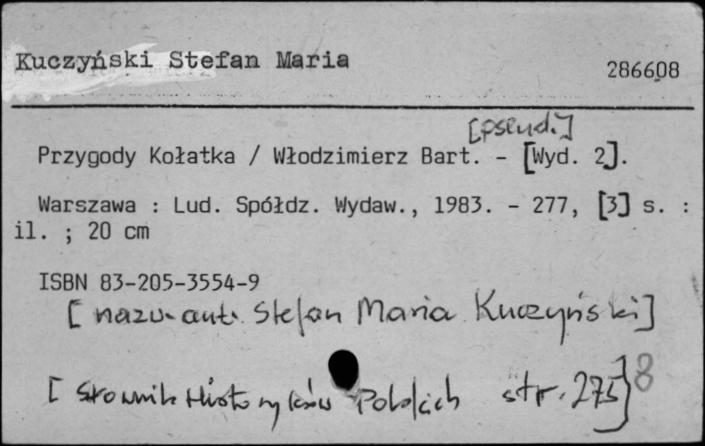 Kuczyński Stefan Maria
286608
[pseud.]
Przygody Kołatka / Włodzimierz Bart. - [Wyd. 2].
Warszawa : Lud. Spółdz. Wydaw., 1983. - 277, [3] s. :
il. ; 20 cm
ISBN 83-205-3554-9
[nazw. aut. Stefan Maria Kuczyński]
[Słownik Historyków Polskich str. 275] 8